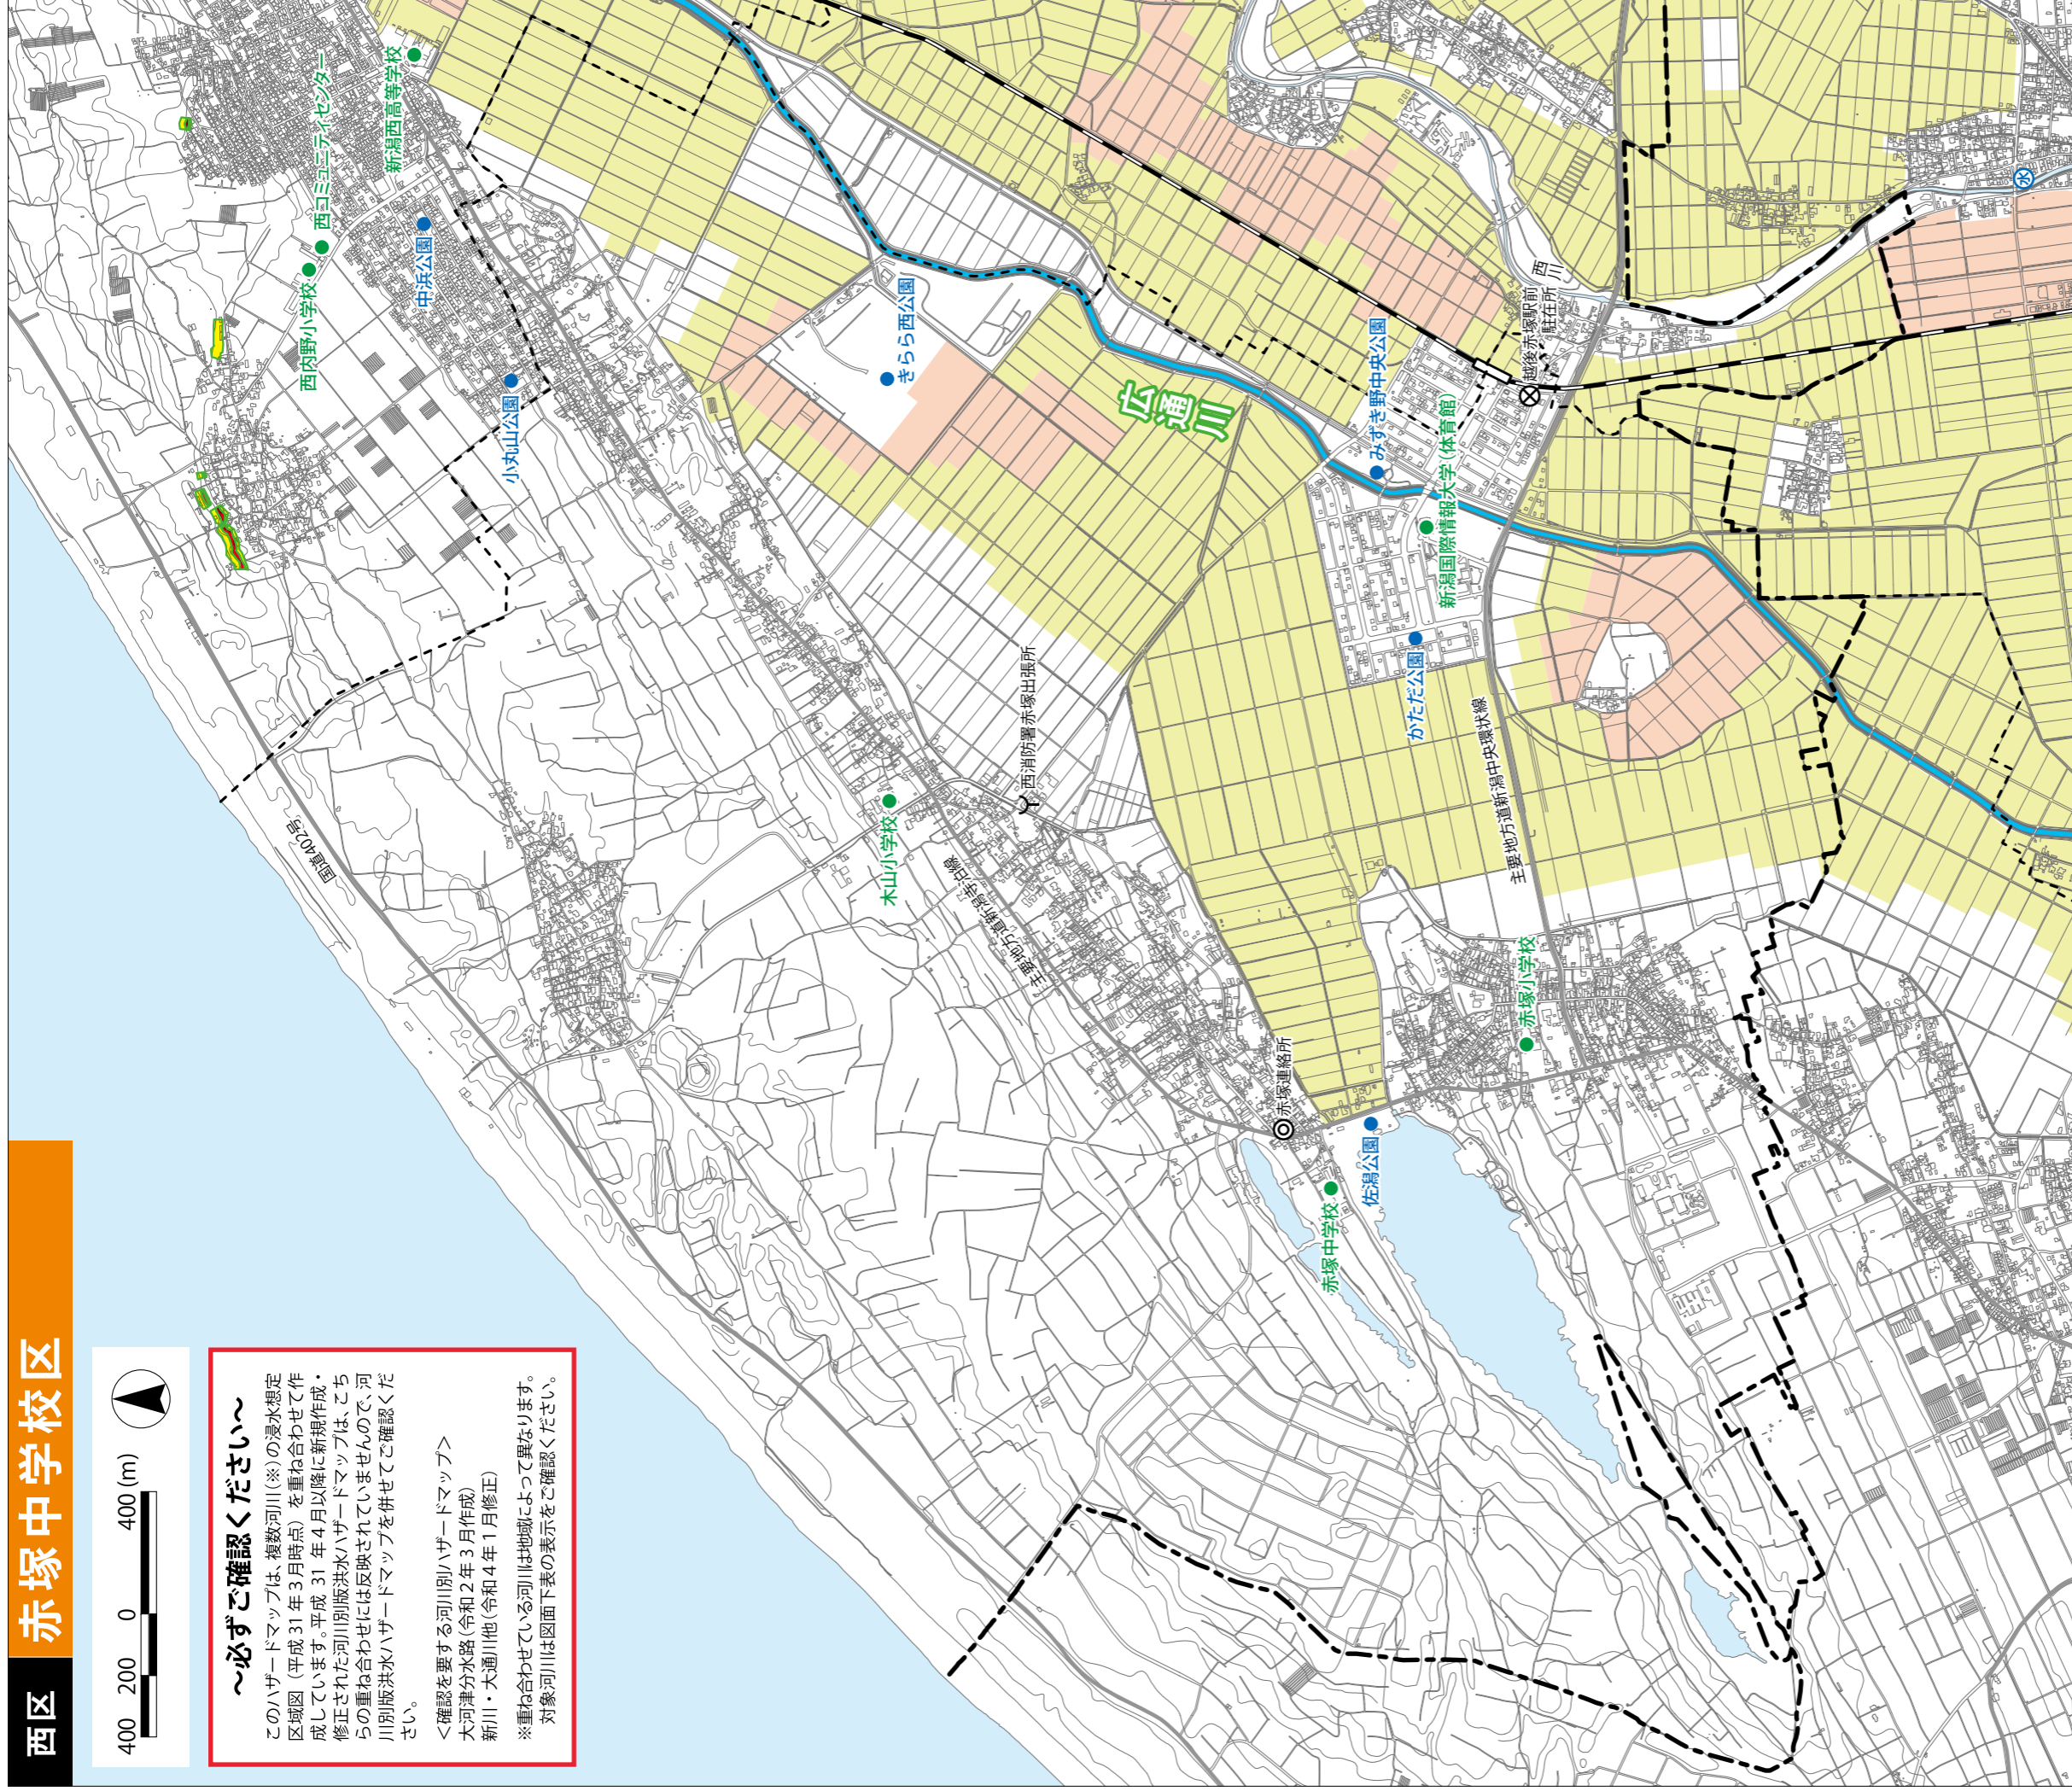 西区
赤塚中学校区
400 200 0 400 (m)
～必ずご確認ください～
このハザードマップは、複数河川(※)の浸水想定
区域図（平成31年3月時点）を重ね合わせて作
成しています。平成31年4月以降に新規作成・
修正された河川別版洪水ハザードマップは、こち
らの重ね合わせには反映されていませんので、河
川別版洪水ハザードマップを併せてご確認くだ
さい。
＜確認を要する河川別ハザードマップ＞
大河津分水路(令和2年3月作成)
新川・大通川他(令和4年1月修正)
※重ね合わせている河川は地域によって異なります。
対象河川は図面下表の表示をご確認ください。
国道402号
西内野小学校
西コミュニティセンター
新潟西高等学校
中浜公園
小丸山公園
きらら西公園
木山小学校
西消防署赤塚出張所
主要地方道新潟寺泊線
広通川
みずき野中央公園
新潟国際情報大学(体育館)
かただ公園
越後赤塚駅前
駐在所
西川
主要地方道新潟中央環状線
赤塚小学校
赤塚連絡所
佐潟公園
赤塚中学校
水